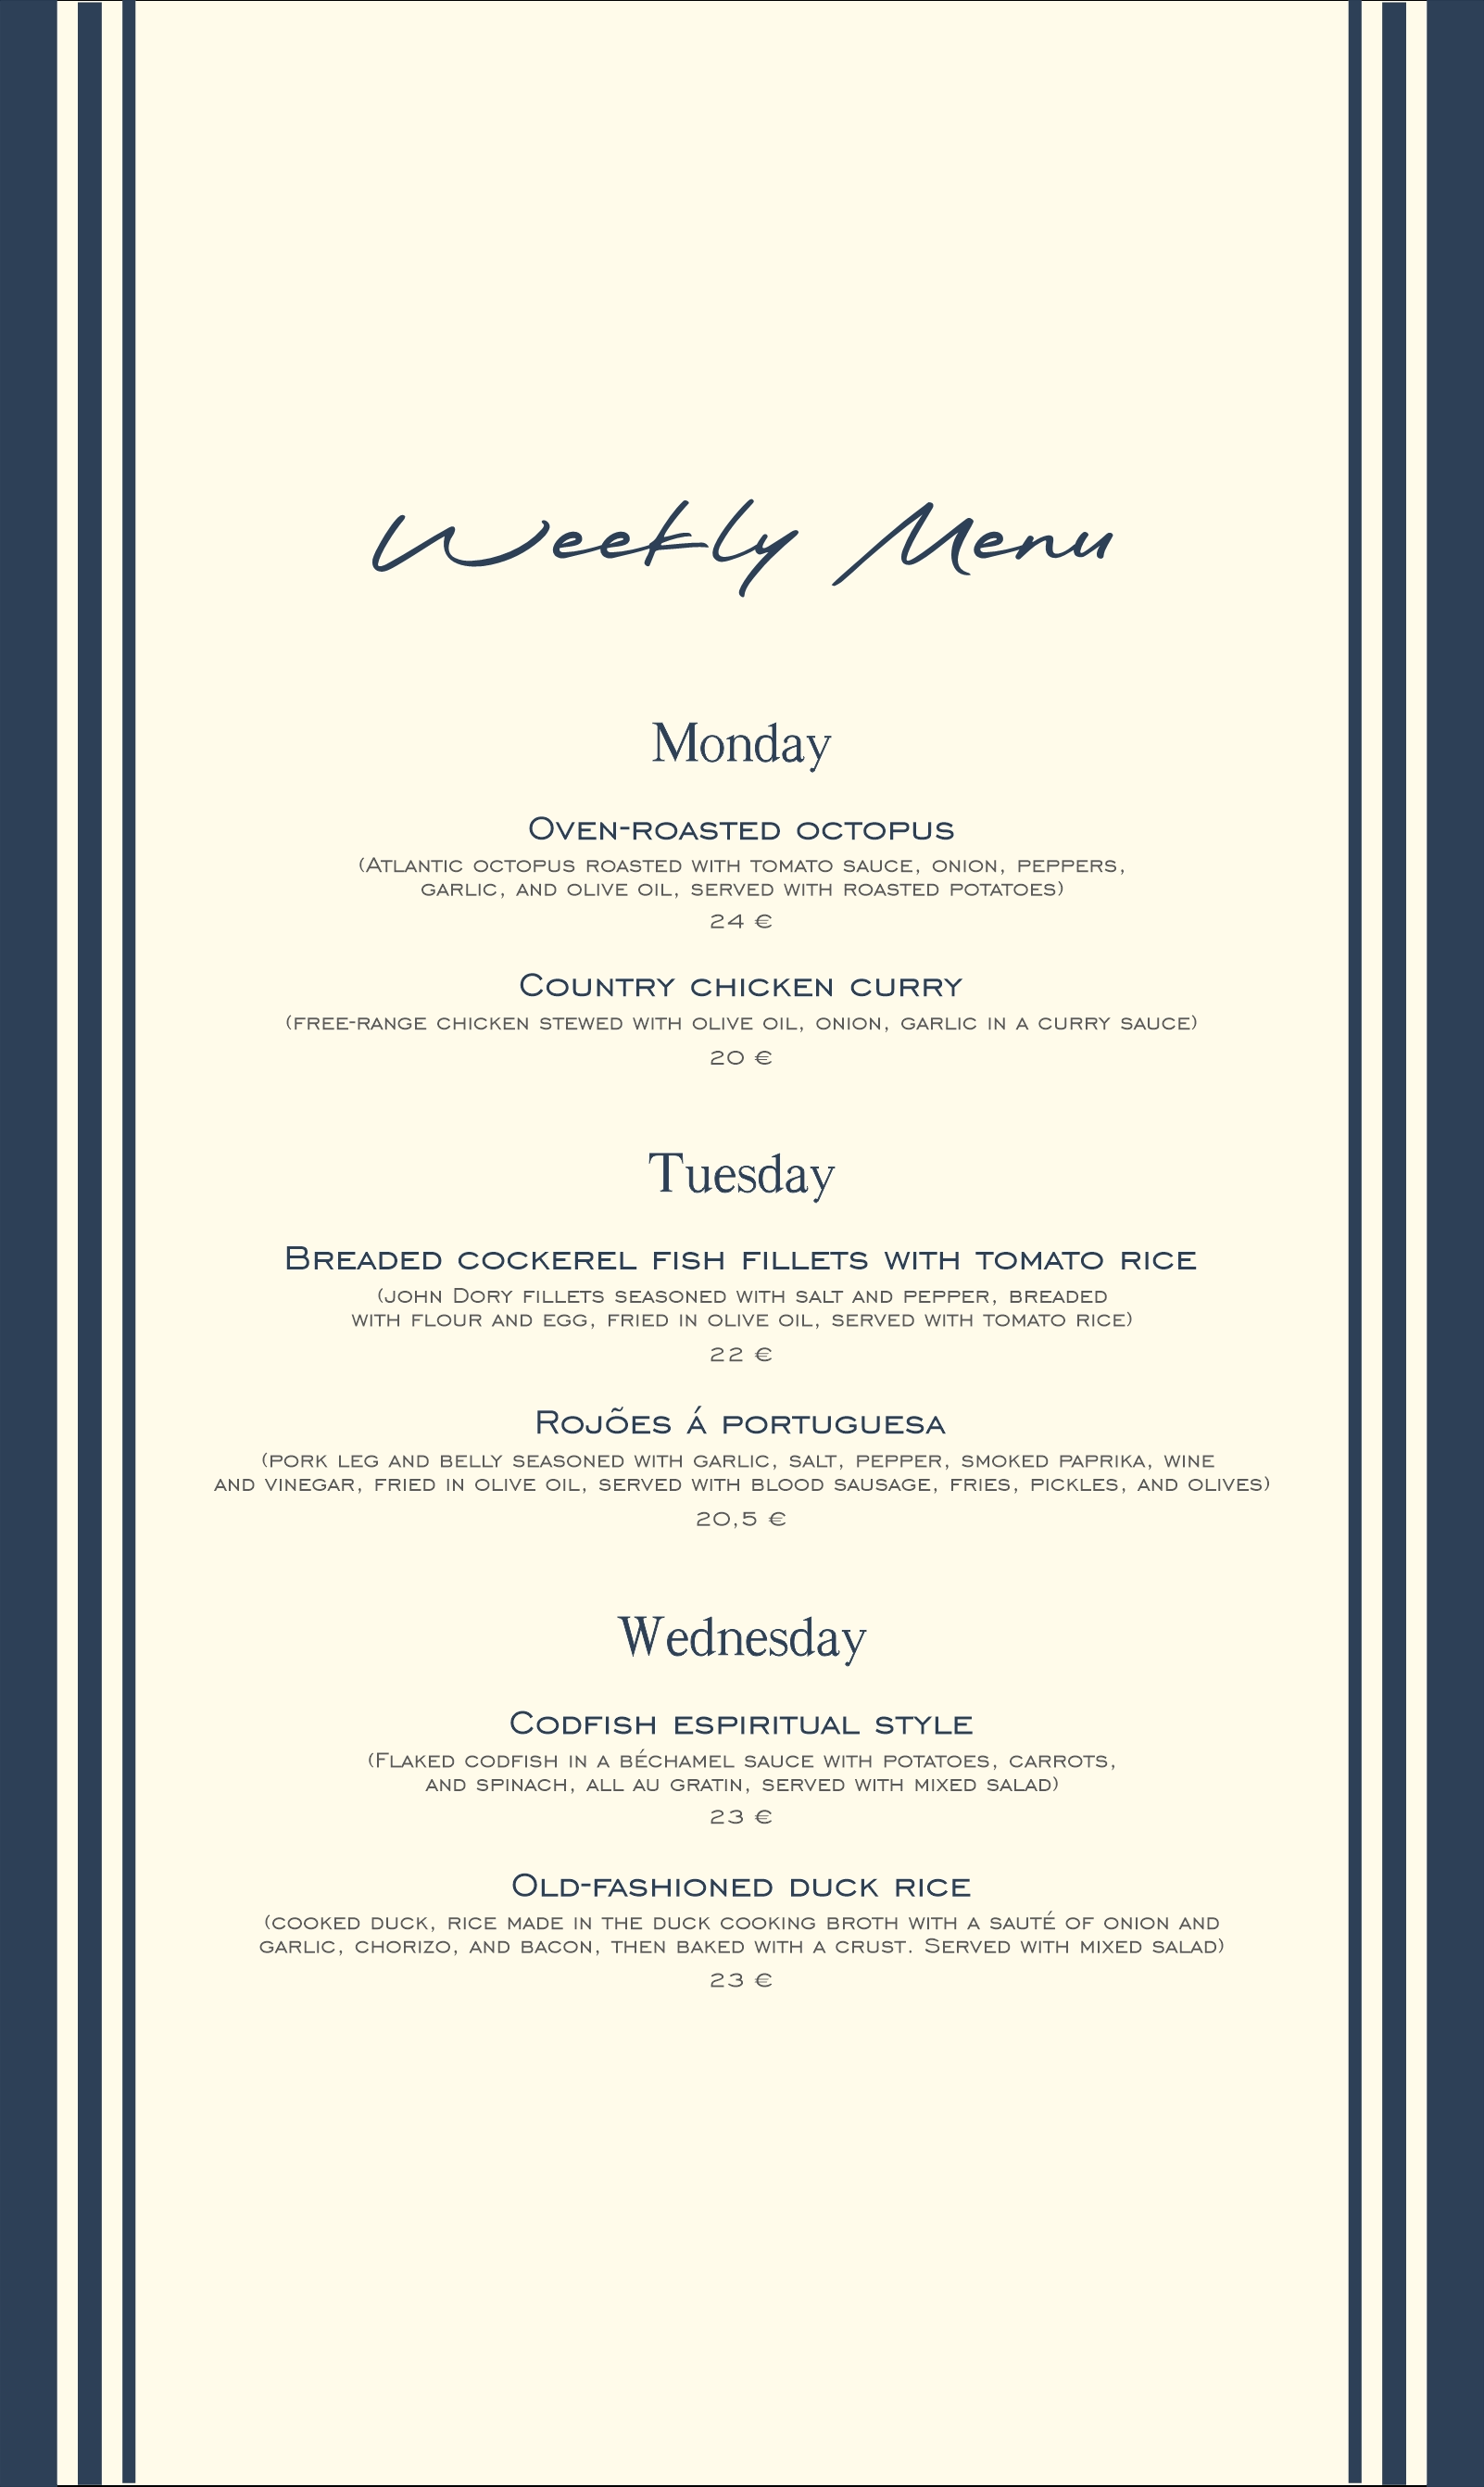 Weekly Menu
Monday
Oven-roasted octopus
(Atlantic octopus roasted with tomato sauce, onion, peppers,
garlic, and olive oil, served with roasted potatoes)
24 €
Country chicken curry
(free-range chicken stewed with olive oil, onion, garlic in a curry sauce)
20 €
Tuesday
Breaded cockerel fish fillets with tomato rice
(john Dory fillets seasoned with salt and pepper, breaded
with flour and egg, fried in olive oil, served with tomato rice)
22 €
Rojões á portuguesa
(pork leg and belly seasoned with garlic, salt, pepper, smoked paprika, wine
and vinegar, fried in olive oil, served with blood sausage, fries, pickles, and olives)
20,5 €
Wednesday
Codfish espiritual style
(Flaked codfish in a béchamel sauce with potatoes, carrots,
and spinach, all au gratin, served with mixed salad)
23 €
Old-fashioned duck rice
(cooked duck, rice made in the duck cooking broth with a sauté of onion and
garlic, chorizo, and bacon, then baked with a crust. Served with mixed salad)
23 €